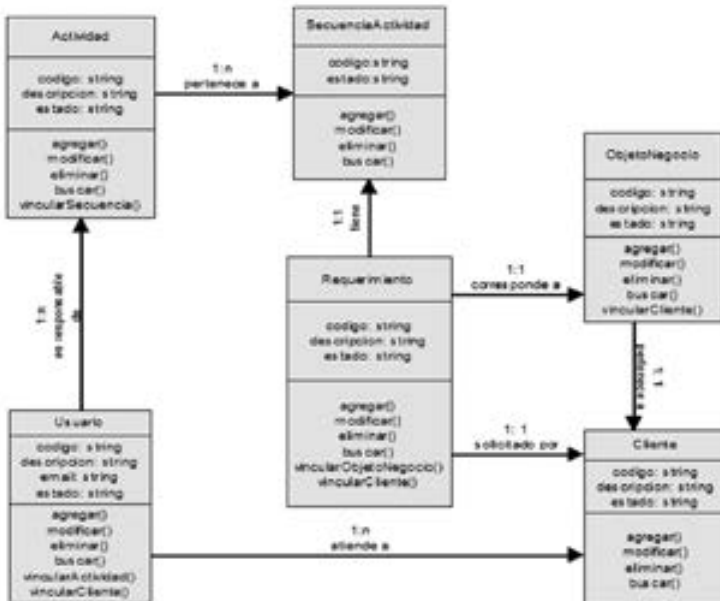 Actividad
codigo: string
descripcion: string
estado: string
agregar()
modificar()
eliminar()
buscar()
vincularSecuencia()
1:n
pertenece a
SecuenciaActividad
codigo:string
estado:string
agregar()
modificar()
eliminar()
buscar()
1:1
tiene
ObjetoNegocio
codigo: string
descripcion: string
estado: string
agregar()
modificar()
eliminar()
buscar()
vincularCliente()
Requerimiento
codigo: string
descripcion: string
estado: string
agregar()
modificar()
eliminar()
buscar()
vincularObjetoNegocio()
vincularCliente()
1:1
corresponde a
1:n
es responsable
de
1:1
pertenece a
1: 1
solicitado por
Usuario
codigo: string
descripcion: string
email: string
estado: string
agregar()
modificar()
eliminar()
buscar()
vincularActividad()
vincularCliente()
1:n
atiende a
Cliente
codigo: string
descripcion: string
estado: string
agregar()
modificar()
eliminar()
buscar()